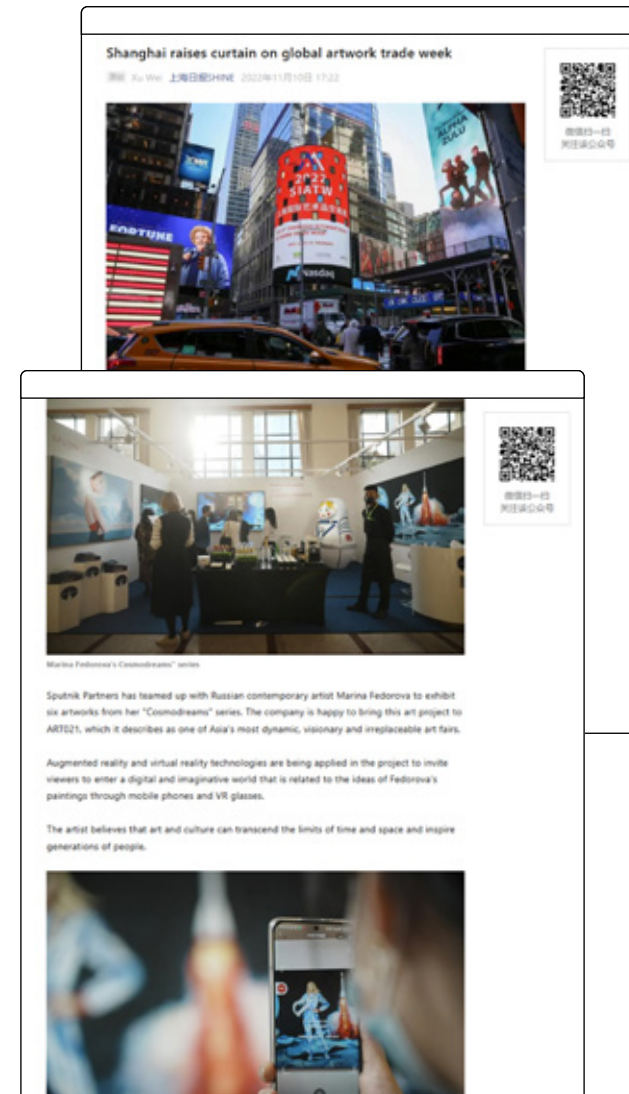 Shanghai raises curtain on global artwork trade week
原创 Xu Wei 上海日报SHINE 2022年11月10日 17:22
微信扫一扫
关注该公众号
ALPHA
ZULU
2022
SIATW
FORTUNE
Nasdaq
微信扫一扫
关注该公众号
Marina Fedorova's Cosmodreams" series
Sputnik Partners has teamed up with Russian contemporary artist Marina Fedorova to exhibit
six artworks from her "Cosmodreams" series. The company is happy to bring this art project to
ART021, which it describes as one of Asia's most dynamic, visionary and irreplaceable art fairs.
Augmented reality and virtual reality technologies are being applied in the project to invite
viewers to enter a digital and imaginative world that is related to the ideas of Fedorova's
paintings through mobile phones and VR glasses.
The artist believes that art and culture can transcend the limits of time and space and inspire
generations of people.